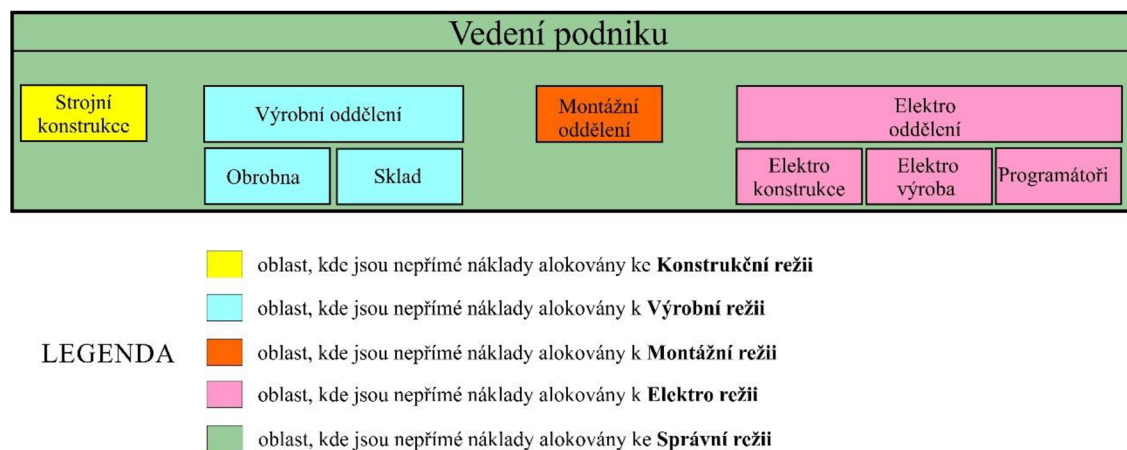 Vedení podniku
Strojní
konstrukce
Výrobní oddělení
Montážní
oddělení
Elektro
oddělení
Obrobna
Sklad
Elektro
konstrukce
Elektro
výroba
Programátoři
LEGENDA
oblast, kde jsou nepřímé náklady alokovány ke Konstrukční režii
oblast, kde jsou nepřímé náklady alokovány k Výrobní režii
oblast, kde jsou nepřímé náklady alokovány k Montážní režii
oblast, kde jsou nepřímé náklady alokovány k Elektro režii
oblast, kde jsou nepřímé náklady alokovány ke Správní režii